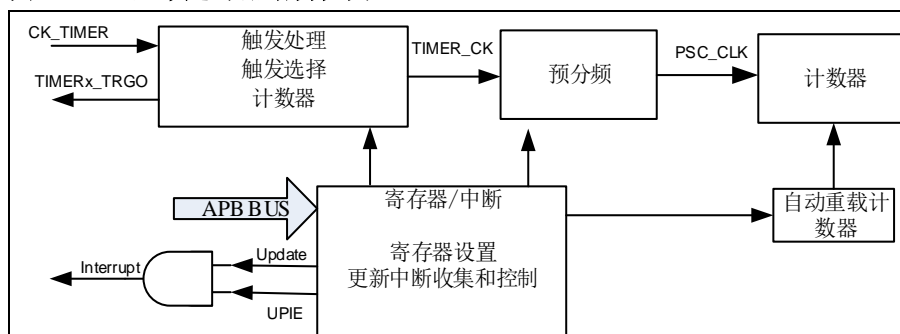 CK_TIMER
TIMERx_TRGO
触发处理
触发选择
计数器
TIMER_CK
预分频
PSC_CLK
计数器
APB BUS
寄存器/中断
寄存器设置
更新中断收集和控制
自动重载计
数器
Interrupt
Update
UPIE